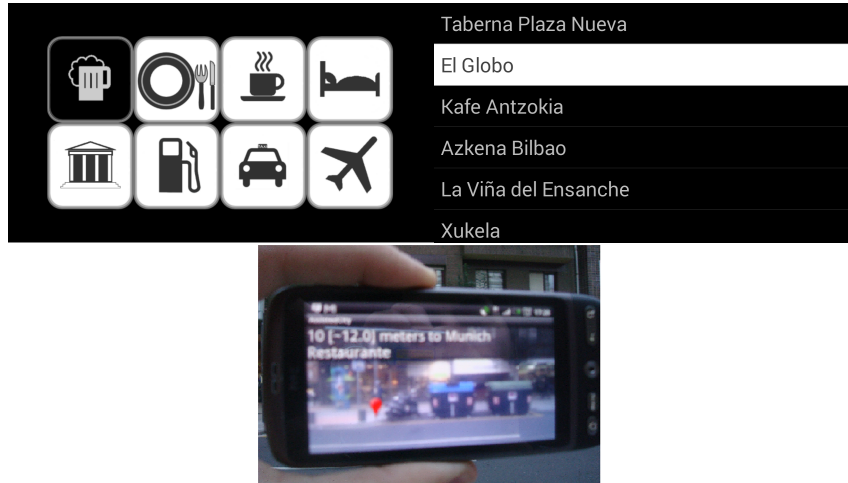 Taberna Plaza Nueva
El Globo
Kafe Antzokia
Azkena Bilbao
La Viña del Ensanche
Xukela
10 [-12.0] meters to Munich
Restaurante